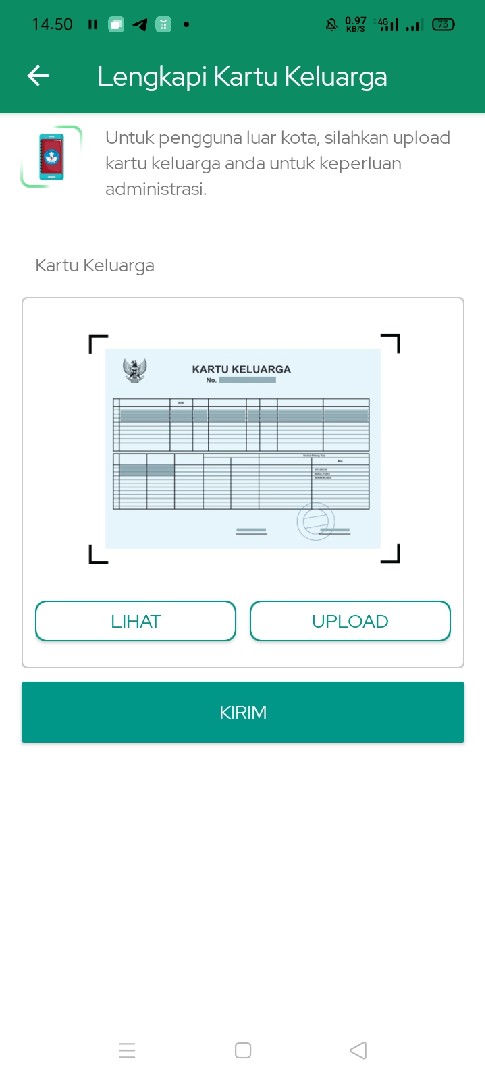 14.50
0.97
KB/S
4G
73
Lengkapi Kartu Keluarga
Untuk pengguna luar kota, silahkan upload
kartu keluarga anda untuk keperluan
administrasi.
Kartu Keluarga
KARTU KELUARGA
No.
LIHAT
UPLOAD
KIRIM